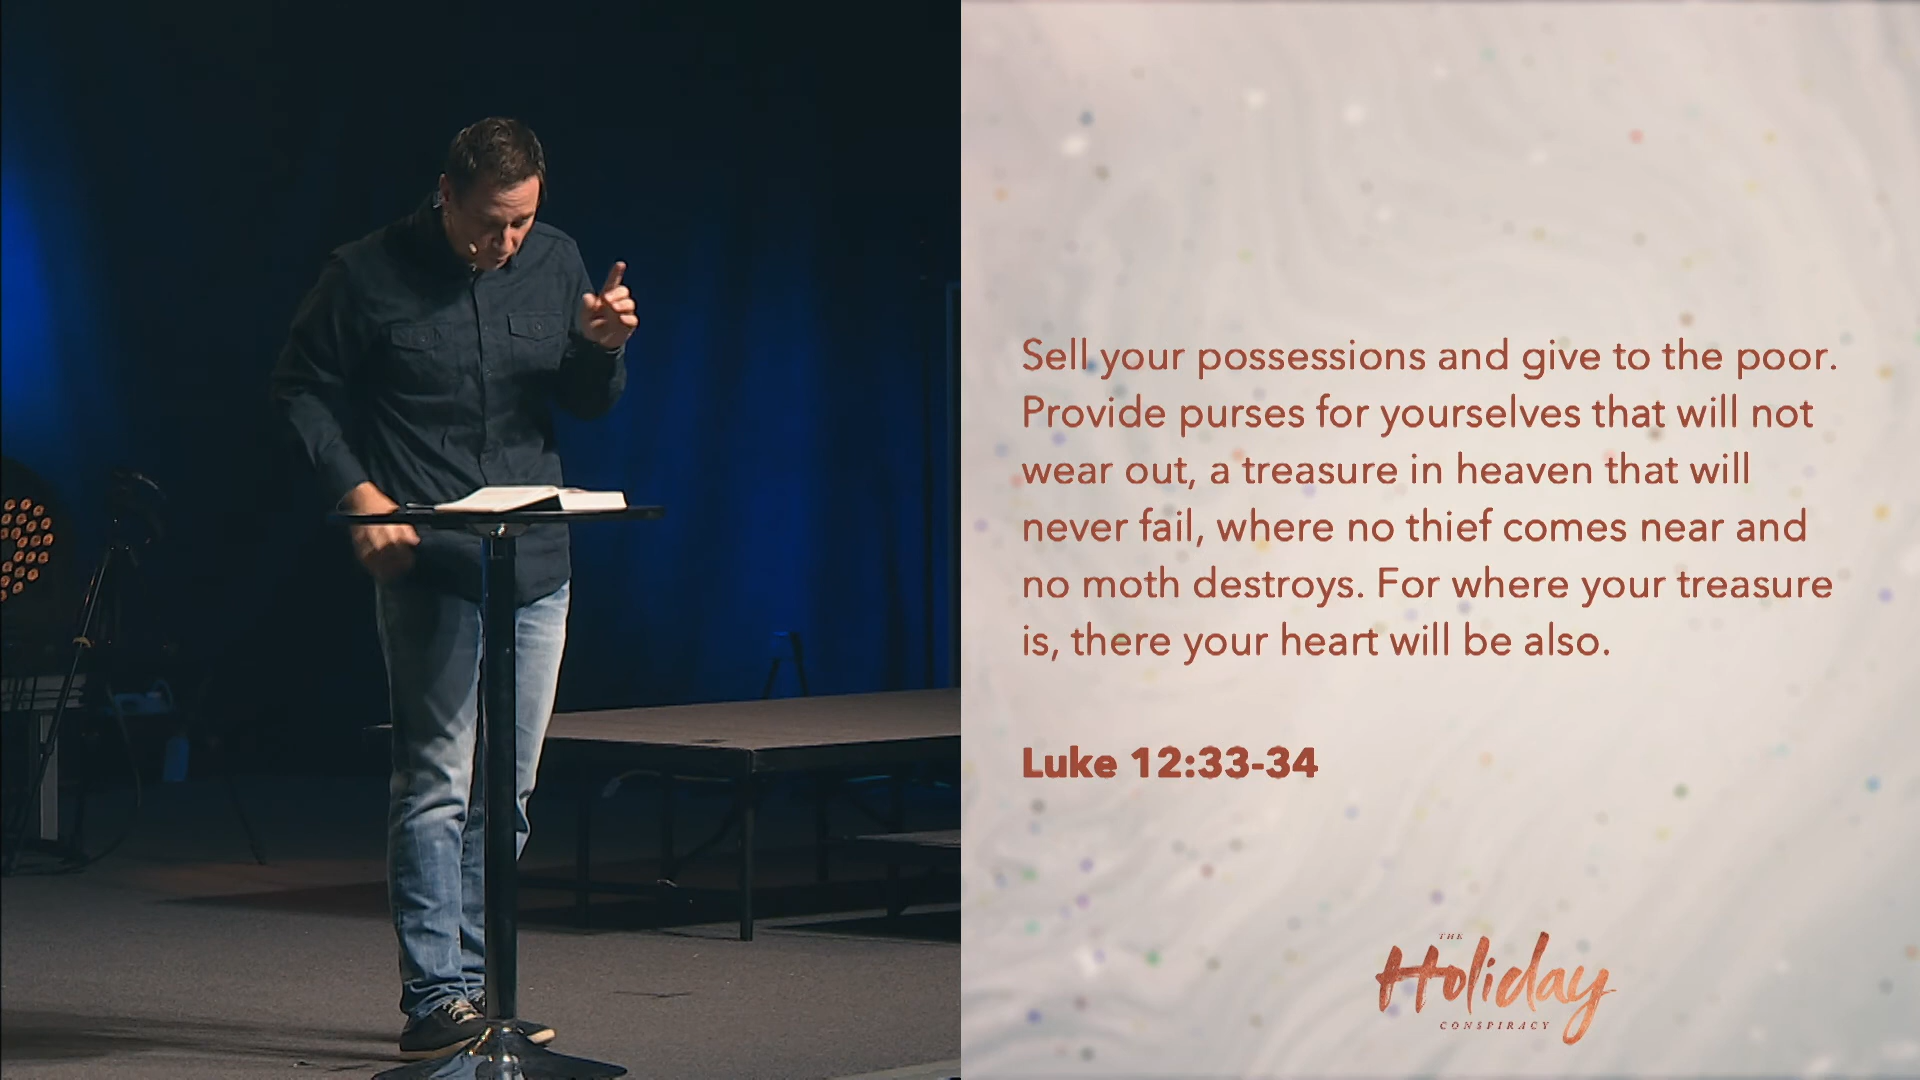 Sell your possessions and give to the poor.
Provide purses for yourselves that will not
wear out, a treasure in heaven that will
never fail, where no thief comes near and
no moth destroys. For where your treasure
is, there your heart will be also.
Luke 12:33-34
THE
Holiday
CONSPIRACY